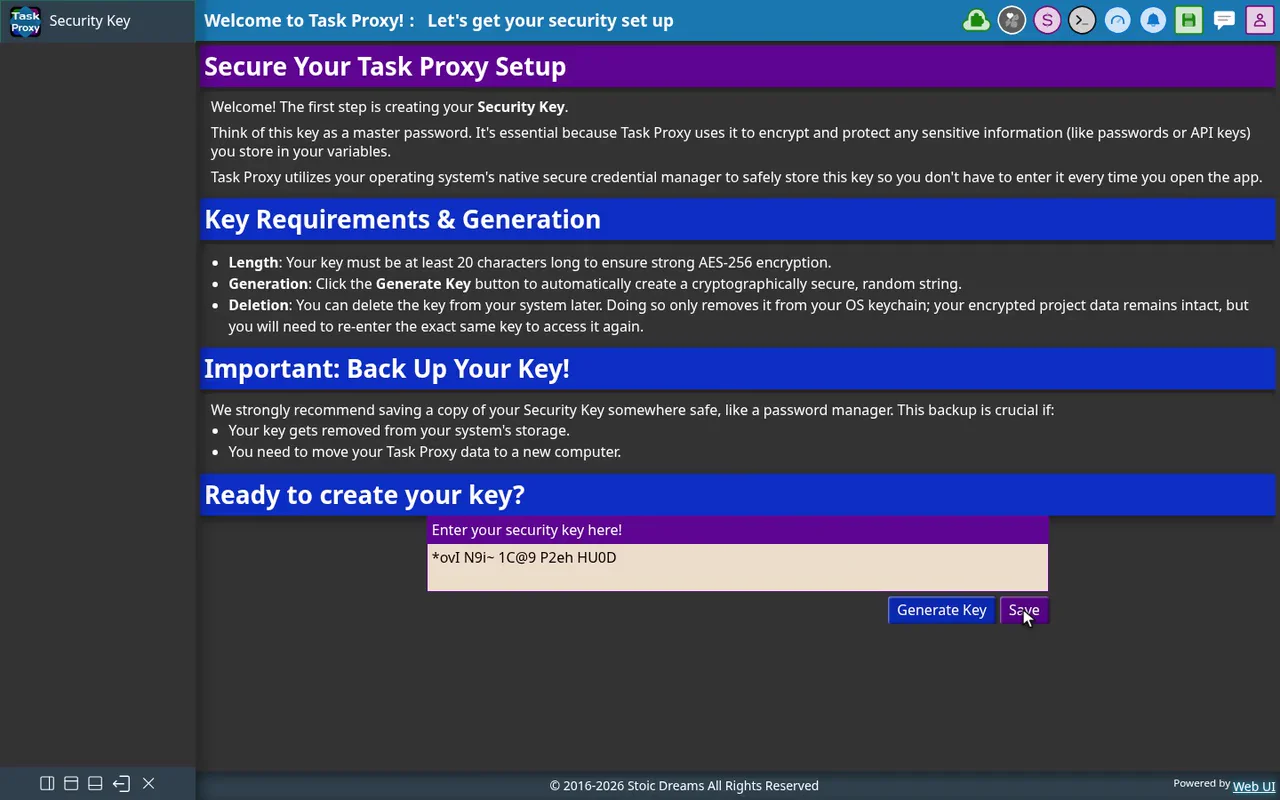 Task
Proxy
Security Key
Welcome to Task Proxy! : Let's get your security set up
S
Secure Your Task Proxy Setup
Welcome! The first step is creating your Security Key.
Think of this key as a master password. It's essential because Task Proxy uses it to encrypt and protect any sensitive information (like passwords or API keys)
you store in your variables.
Task Proxy utilizes your operating system's native secure credential manager to safely store this key so you don't have to enter it every time you open the app.
Key Requirements & Generation
• Length: Your key must be at least 20 characters long to ensure strong AES-256 encryption.
• Generation: Click the Generate Key button to automatically create a cryptographically secure, random string.
• Deletion: You can delete the key from your system later. Doing so only removes it from your OS keychain; your encrypted project data remains intact, but
you will need to re-enter the exact same key to access it again.
Important: Back Up Your Key!
We strongly recommend saving a copy of your Security Key somewhere safe, like a password manager. This backup is crucial if:
• Your key gets removed from your system's storage.
• You need to move your Task Proxy data to a new computer.
Ready to create your key?
Enter your security key here!
*ovI N9i~ 1C@9 P2eh HU0D
Generate Key
Save
© 2016-2026 Stoic Dreams All Rights Reserved
Powered by Web UI